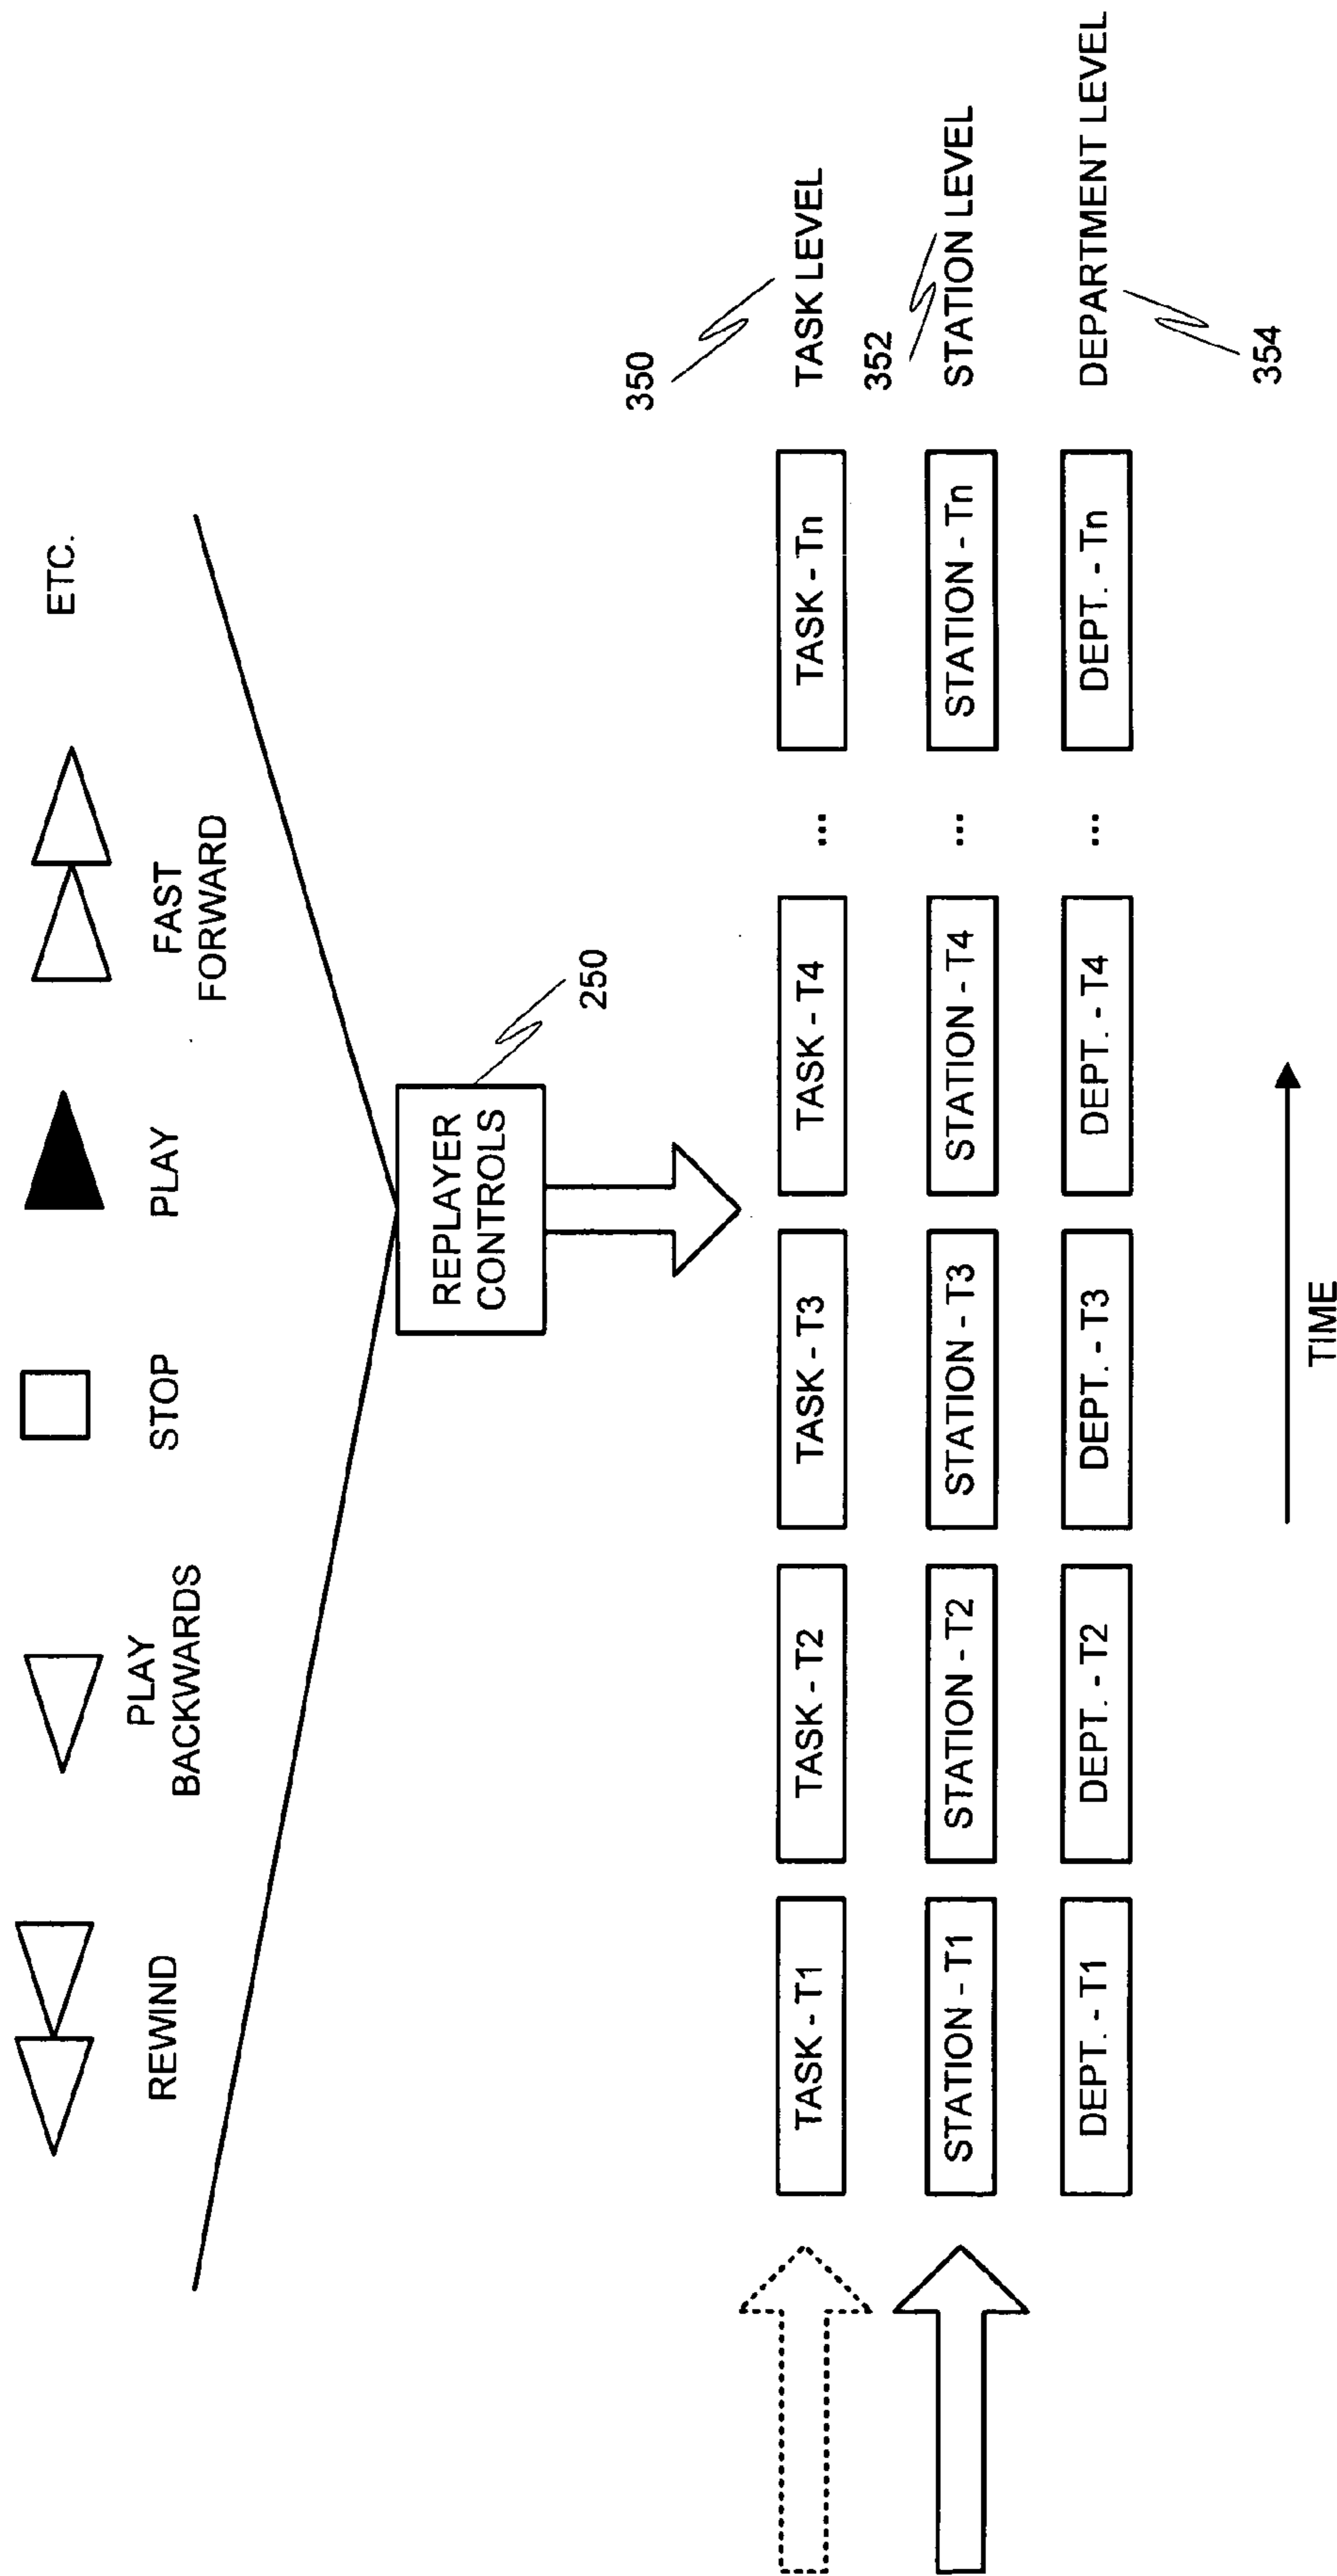 REWIND
PLAY
BACKWARDS
STOP
PLAY
FAST
FORWARD
ETC.
REPLAYER
CONTROLS
250
350
TASK - T1
TASK - T2
TASK - T3
TASK - T4
...
TASK - Tn
TASK LEVEL
352
STATION - T1
STATION - T2
STATION - T3
STATION - T4
...
STATION - Tn
STATION LEVEL
DEPT. - T1
DEPT. - T2
DEPT. - T3
DEPT. - T4
...
DEPT. - Tn
DEPARTMENT LEVEL
354
TIME